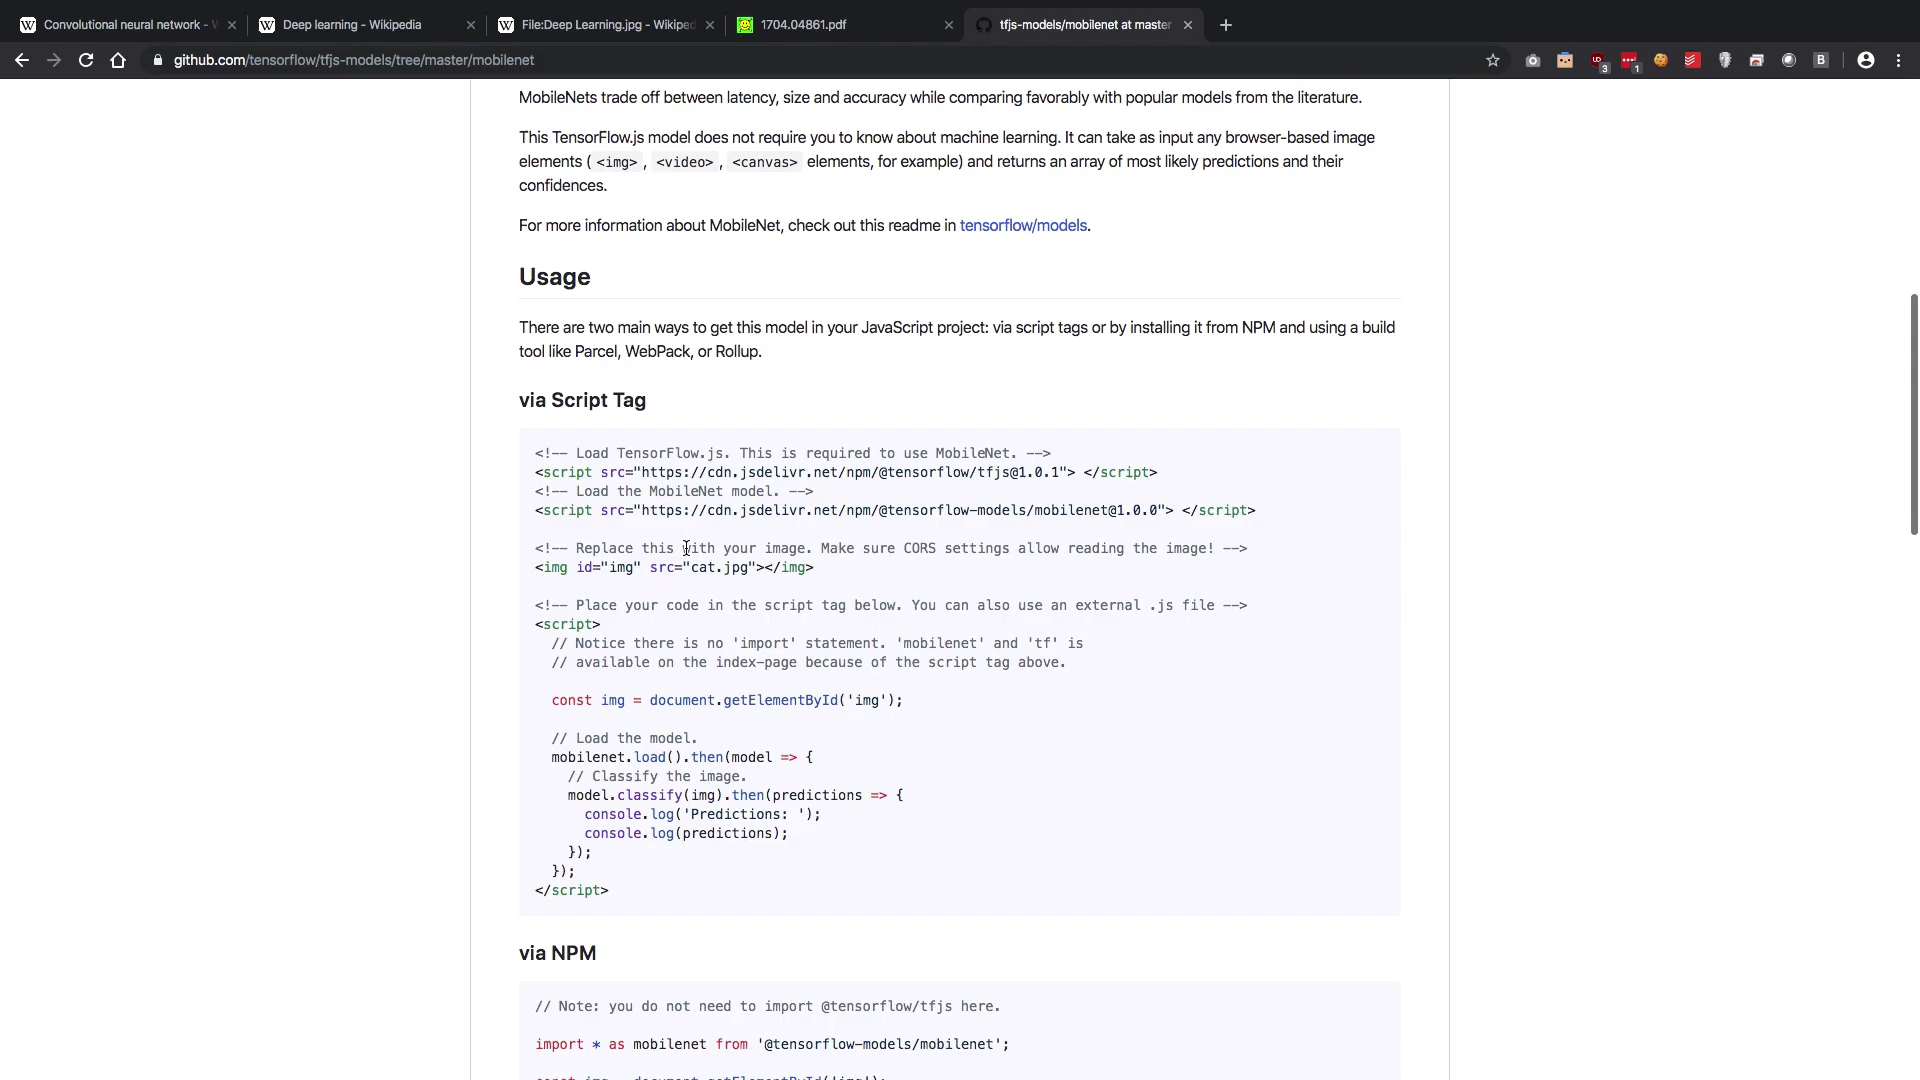 Convolutional neural network -
Deep learning - Wikipedia
File:Deep Learning.jpg - Wikiped
1704.04861.pdf
tfjs-models/mobilenet at master
github.com/tensorflow/tfjs-models/tree/master/mobilenet
3
1
B
MobileNets trade off between latency, size and accuracy while comparing favorably with popular models from the literature.
This TensorFlow.js model does not require you to know about machine learning. It can take as input any browser-based image
elements ( <img>, <video>, <canvas> elements, for example) and returns an array of most likely predictions and their
confidences.
For more information about MobileNet, check out this readme in tensorflow/models.
Usage
There are two main ways to get this model in your JavaScript project: via script tags or by installing it from NPM and using a build
tool like Parcel, WebPack, or Rollup.
via Script Tag
<!-- Load TensorFlow.js. This is required to use MobileNet. -->
<script src="https://cdn.jsdelivr.net/npm/@tensorflow/tfjs@1.0.1"> </script>
<!-- Load the MobileNet model. -->
<script src="https://cdn.jsdelivr.net/npm/@tensorflow-models/mobilenet@1.0.0"> </script>
<!-- Replace this with your image. Make sure CORS settings allow reading the image! -->
<img id="img" src="cat.jpg"></img>
<!-- Place your code in the script tag below. You can also use an external .js file -->
<script>
// Notice there is no 'import' statement. 'mobilenet' and 'tf' is
// available on the index-page because of the script tag above.
const img = document.getElementById('img');
// Load the model.
mobilenet.load().then(model => {
// Classify the image.
model.classify(img).then(predictions => {
console.log('Predictions: ');
console.log(predictions);
});
});
</script>
via NPM
// Note: you do not need to import @tensorflow/tfjs here.
import * as mobilenet from '@tensorflow-models/mobilenet';
const img = document.getElementById('img');